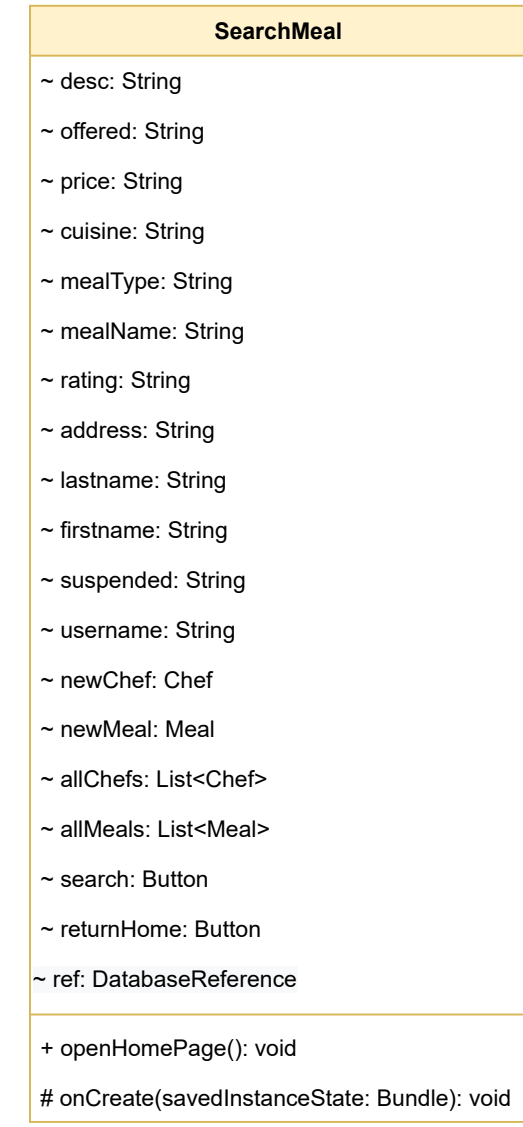 SearchMeal
~ desc: String
~ offered: String
~ price: String
~ cuisine: String
~ mealType: String
~ mealName: String
~ rating: String
~ address: String
~ lastname: String
~ firstname: String
~ suspended: String
~ username: String
~ newChef: Chef
~ newMeal: Meal
~ allChefs: List<Chef>
~ allMeals: List<Meal>
~ search: Button
~ returnHome: Button
~ ref: DatabaseReference
+ openHomePage(): void
# onCreate(savedInstanceState: Bundle): void